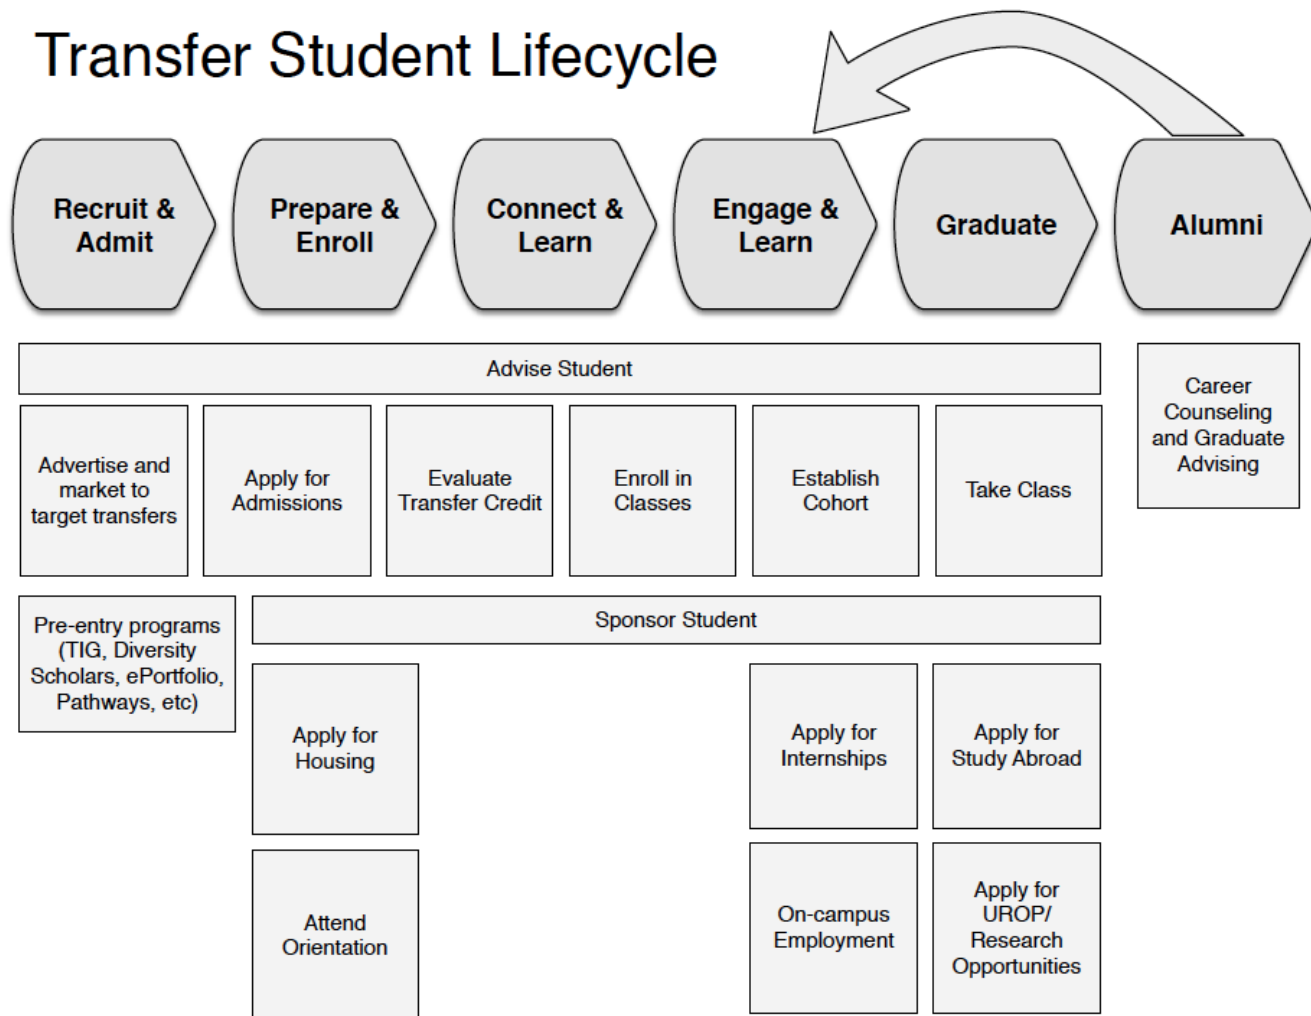 Transfer Student Lifecycle
Recruit &
Admit
Prepare &
Enroll
Connect &
Learn
Engage &
Learn
Graduate
Alumni
Advise Student
Career
Counseling
and Graduate
Advising
Advertise and
market to
target transfers
Apply for
Admissions
Evaluate
Transfer Credit
Enroll in
Classes
Establish
Cohort
Take Class
Pre-entry programs
(TIG, Diversity
Scholars, ePortfolio,
Pathways, etc)
Sponsor Student
Apply for
Housing
Apply for
Internships
Apply for
Study Abroad
Attend
Orientation
On-campus
Employment
Apply for
UROP/
Research
Opportunities